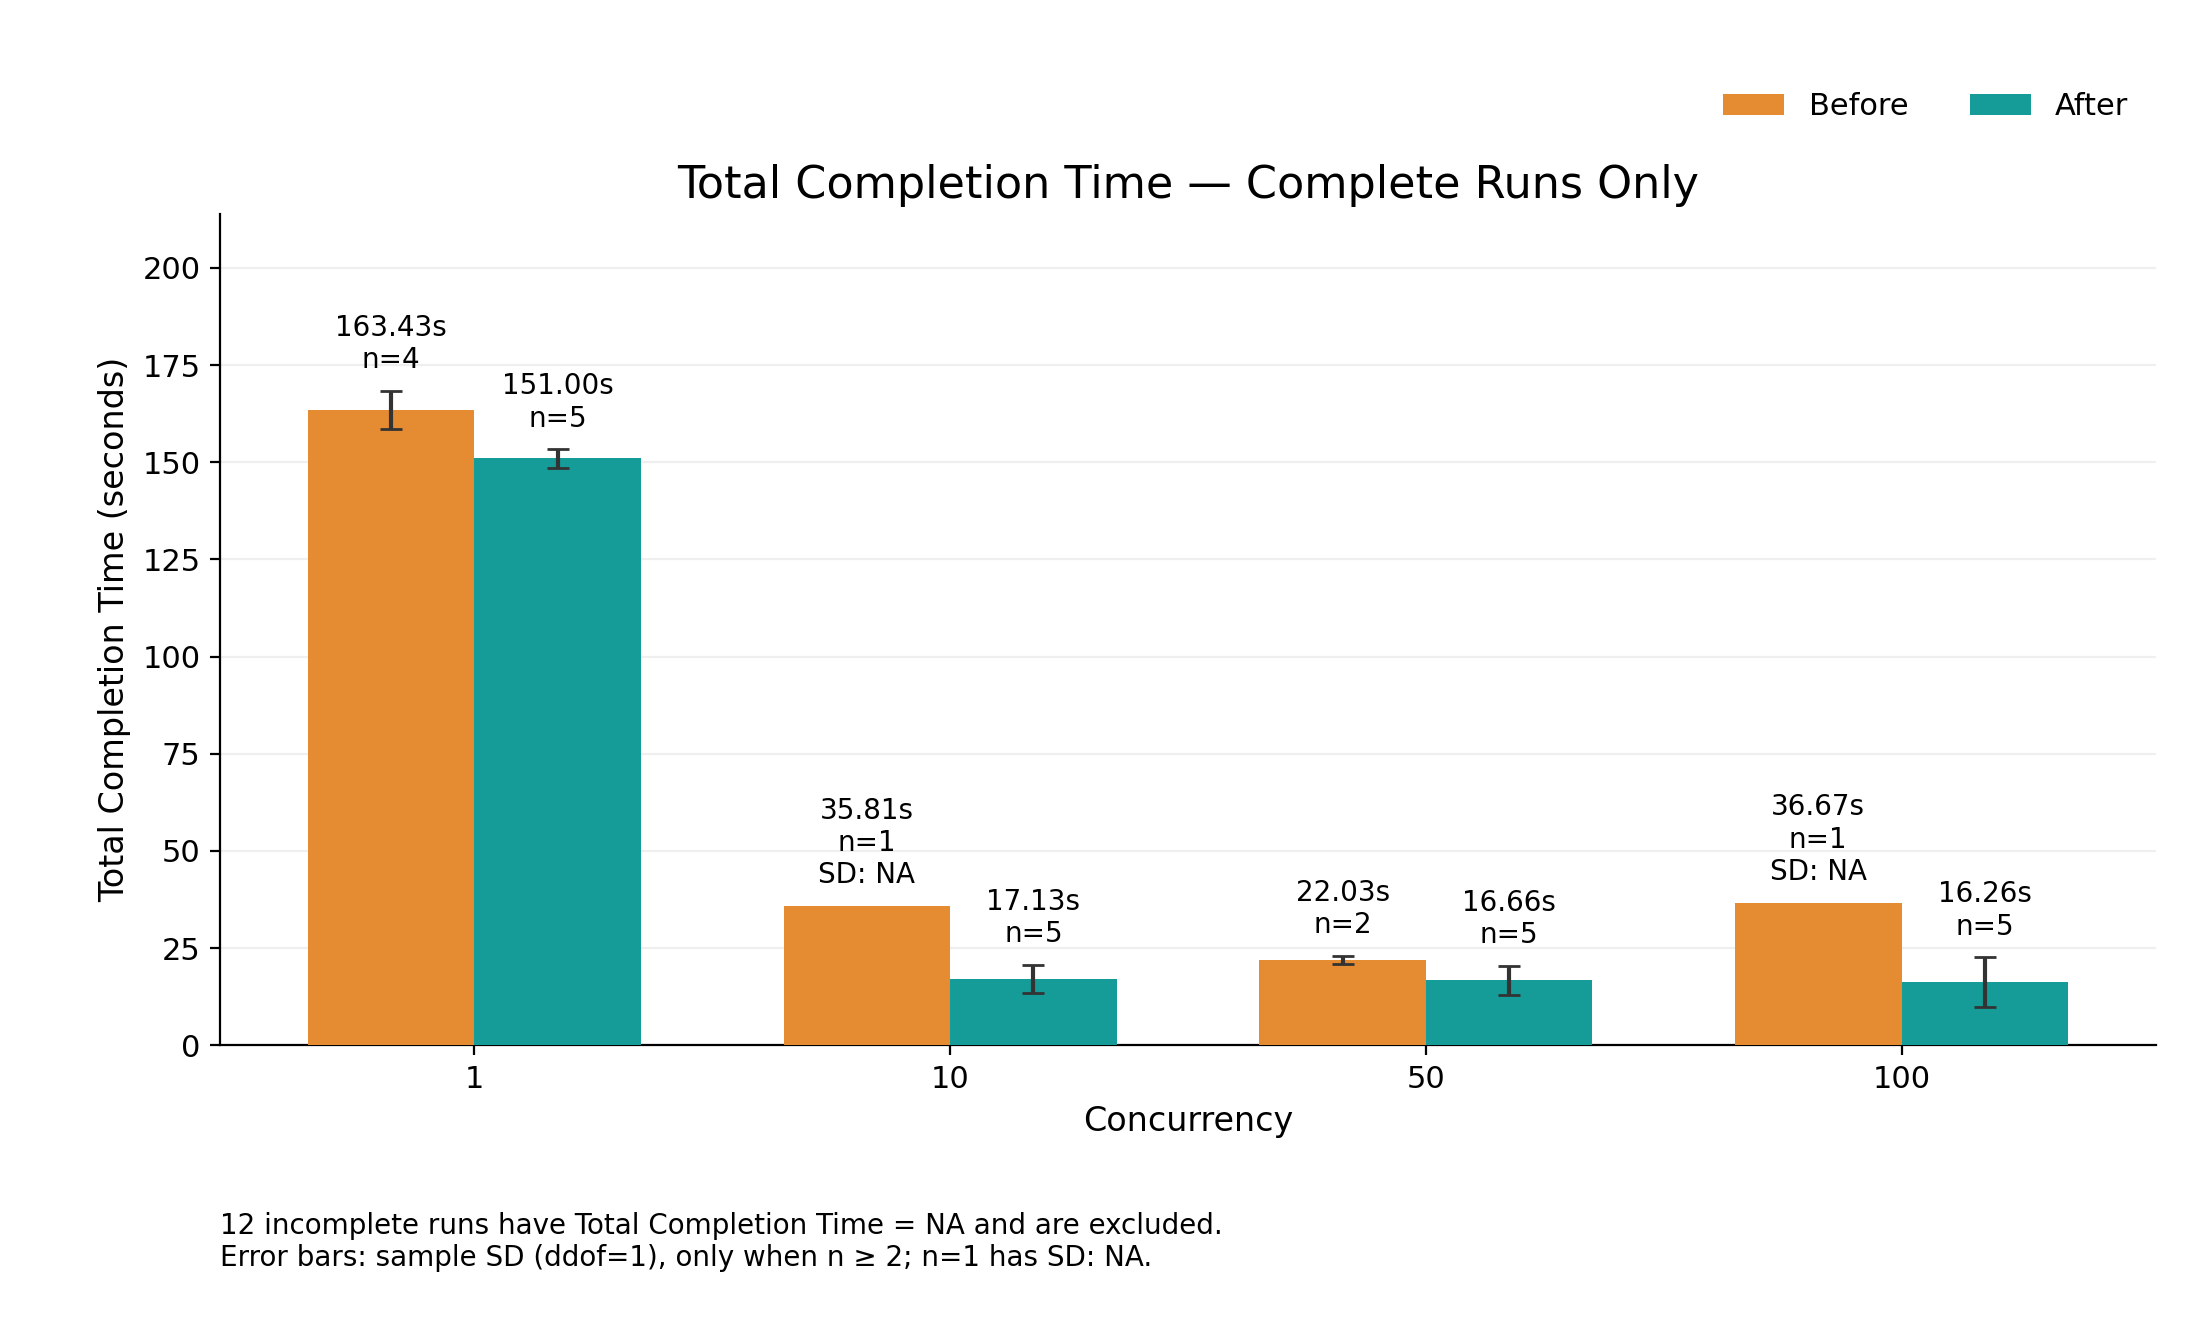 Before
After
Total Completion Time — Complete Runs Only
Total Completion Time (seconds)
200
175
150
125
100
75
50
25
0
163.43s
n=4
151.00s
n=5
35.81s
n=1
SD: NA
17.13s
n=5
22.03s
n=2
16.66s
n=5
36.67s
n=1
SD: NA
16.26s
n=5
1
10
50
100
Concurrency
12 incomplete runs have Total Completion Time = NA and are excluded.
Error bars: sample SD (ddof=1), only when n ≥ 2; n=1 has SD: NA.